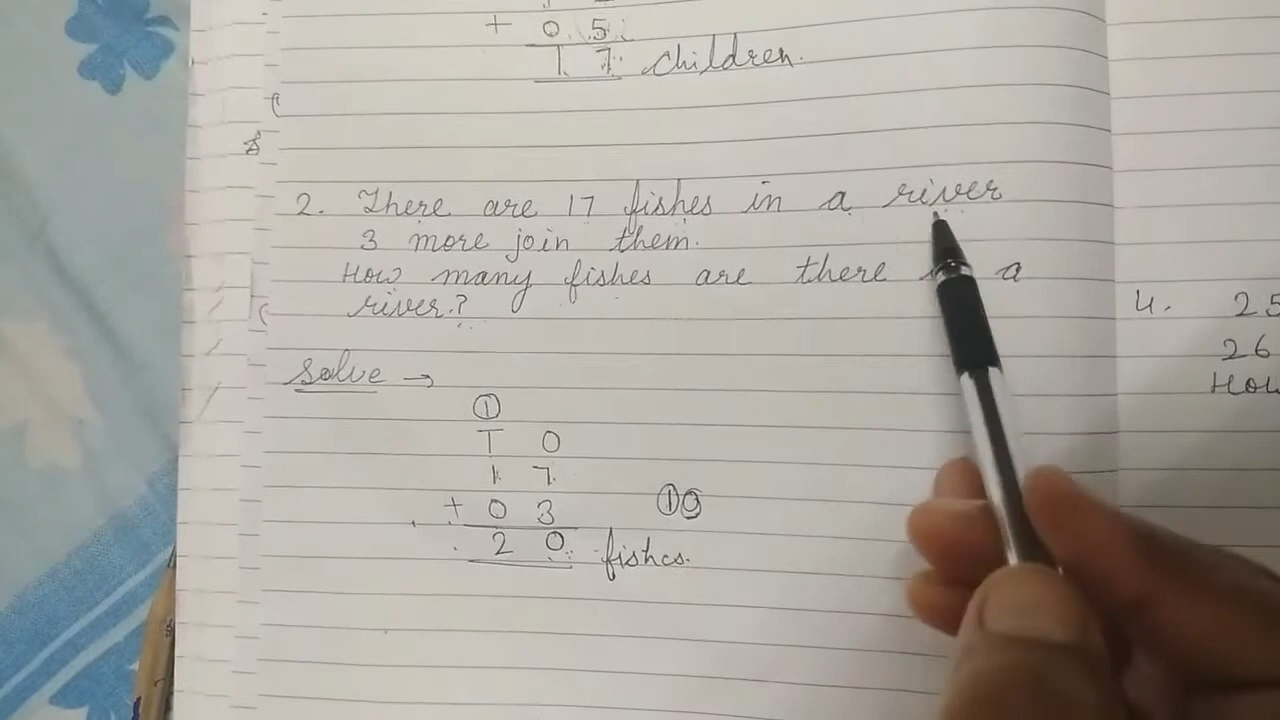 + 0 5
1 7 children.
2. There are 17 fishes in a river
3 more join them.
How many fishes are there a
river.?
Solve →
1
T O
1 7
+ 0 3 10
2 0 fishes.
4. 25
26
How